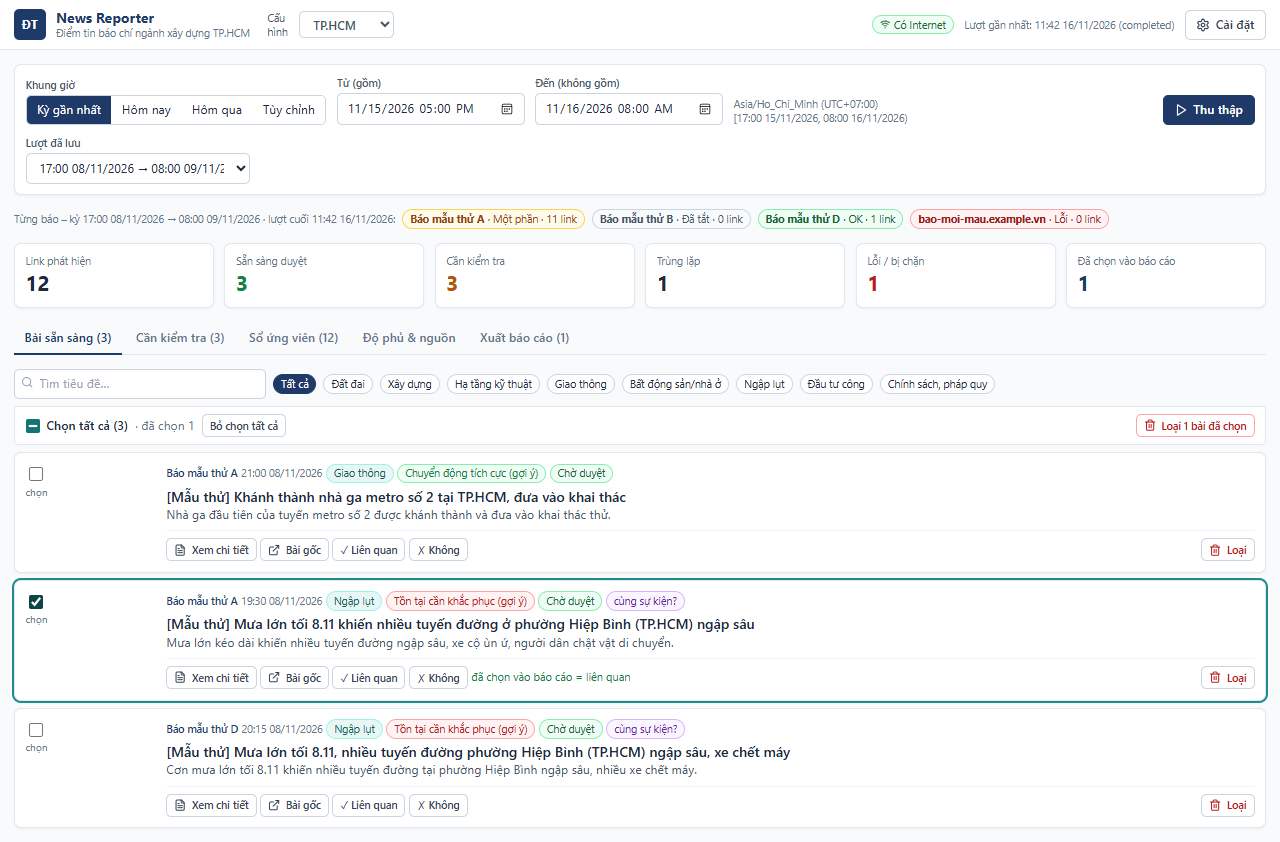 ĐT News Reporter
Điểm tin báo chí ngành xây dựng TP.HCM
Cấu hình
TP.HCM
Có Internet
Lượt gần nhất: 11:42 16/11/2026 (completed)
Cài đặt
Khung giờ
Kỳ gần nhất Hôm nay Hôm qua Tùy chỉnh
Từ (gồm)
11/15/2026 05:00 PM
Đến (không gồm)
11/16/2026 08:00 AM
Asia/Ho_Chi_Minh (UTC+07:00)
[17:00 15/11/2026, 08:00 16/11/2026)
Thu thập
Lượt đã lưu
17:00 08/11/2026 → 08:00 09/11/2
Từng báo – kỳ 17:00 08/11/2026 → 08:00 09/11/2026 · lượt cuối 11:42 16/11/2026: Báo mẫu thử A · Một phần · 11 link Báo mẫu thử B · Đã tắt · 0 link Báo mẫu thử D · OK · 1 link bao-moi-mau.example.vn · Lỗi · 0 link
Link phát hiện
12
Sẵn sàng duyệt
3
Cần kiểm tra
3
Trùng lặp
1
Lỗi / bị chặn
1
Đã chọn vào báo cáo
1
Bài sẵn sàng (3) Cần kiểm tra (3) Sổ ứng viên (12) Độ phủ & nguồn Xuất báo cáo (1)
Tìm tiêu đề... Tất cả Đất đai Xây dựng Hạ tầng kỹ thuật Giao thông Bất động sản/nhà ở Ngập lụt Đầu tư công Chính sách, pháp quy
Chọn tất cả (3) · đã chọn 1 Bỏ chọn tất cả Loại 1 bài đã chọn
chọn
Báo mẫu thử A 21:00 08/11/2026 Giao thông Chuyển động tích cực (gợi ý) Chờ duyệt
[Mẫu thử] Khánh thành nhà ga metro số 2 tại TP.HCM, đưa vào khai thác
Nhà ga đầu tiên của tuyến metro số 2 được khánh thành và đưa vào khai thác thử.
Xem chi tiết Bài gốc ✓ Liên quan ✗ Không Loại
chọn
Báo mẫu thử A 19:30 08/11/2026 Ngập lụt Tồn tại cần khắc phục (gợi ý) Chờ duyệt cùng sự kiện?
[Mẫu thử] Mưa lớn tối 8.11 khiến nhiều tuyến đường ở phường Hiệp Bình (TP.HCM) ngập sâu
Mưa lớn kéo dài khiến nhiều tuyến đường ngập sâu, xe cộ ùn ứ, người dân chật vật di chuyển.
Xem chi tiết Bài gốc ✓ Liên quan ✗ Không đã chọn vào báo cáo = liên quan Loại
chọn
Báo mẫu thử D 20:15 08/11/2026 Ngập lụt Tồn tại cần khắc phục (gợi ý) Chờ duyệt cùng sự kiện?
[Mẫu thử] Mưa lớn tối 8.11, nhiều tuyến đường phường Hiệp Bình (TP.HCM) ngập sâu, xe chết máy
Cơn mưa lớn tối 8.11 khiến nhiều tuyến đường tại phường Hiệp Bình ngập sâu, nhiều xe chết máy.
Xem chi tiết Bài gốc ✓ Liên quan ✗ Không Loại